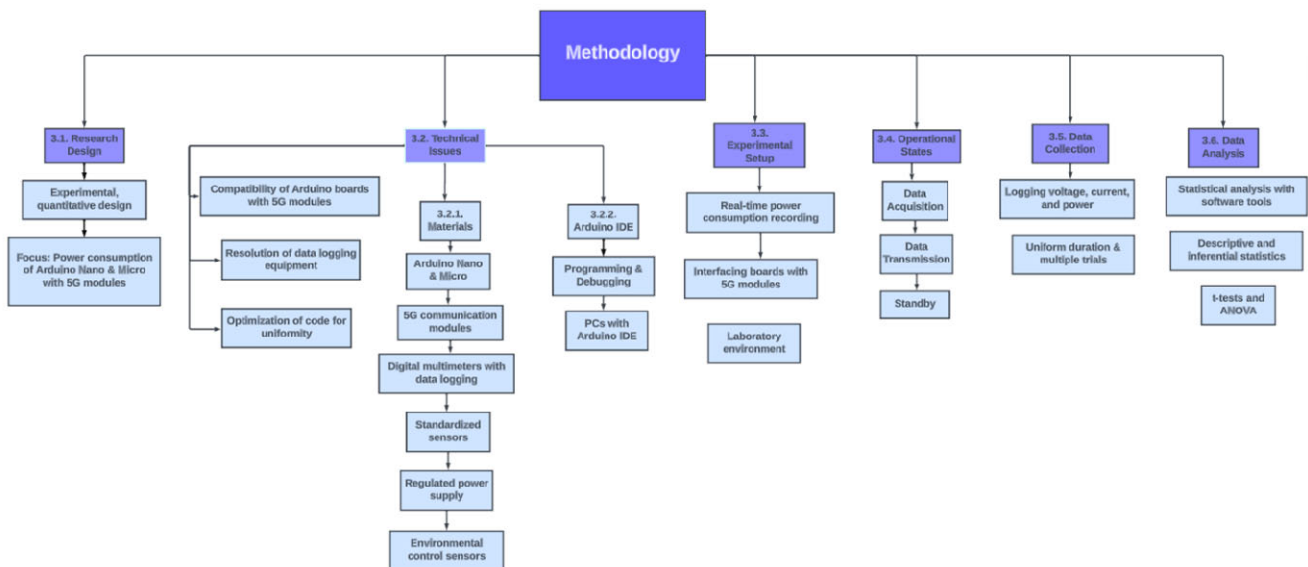 Methodology
3.1. Research
Design
Experimental,
quantitative design
Focus: Power consumption
of Arduino Nano & Micro
with 5G modules
3.2. Technical
Issues
Compatibility of Arduino boards
with 5G modules
Resolution of data logging
equipment
Optimization of code for
uniformity
3.2.1.
Materials
Arduino Nano
& Micro
5G communication
modules
Digital multimeters with
data logging
Standardized
sensors
Regulated power
supply
Environmental
control sensors
3.2.2.
Arduino IDE
Programming &
Debugging
PCs with
Arduino IDE
3.3.
Experimental
Setup
Real-time power
consumption recording
Interfacing boards with
5G modules
Laboratory
environment
3.4. Operational
States
Data
Acquisition
Data
Transmission
Standby
3.5. Data
Collection
Logging voltage, current,
and power
Uniform duration &
multiple trials
3.6. Data
Analysis
Statistical analysis with
software tools
Descriptive and
inferential statistics
t-tests and
ANOVA